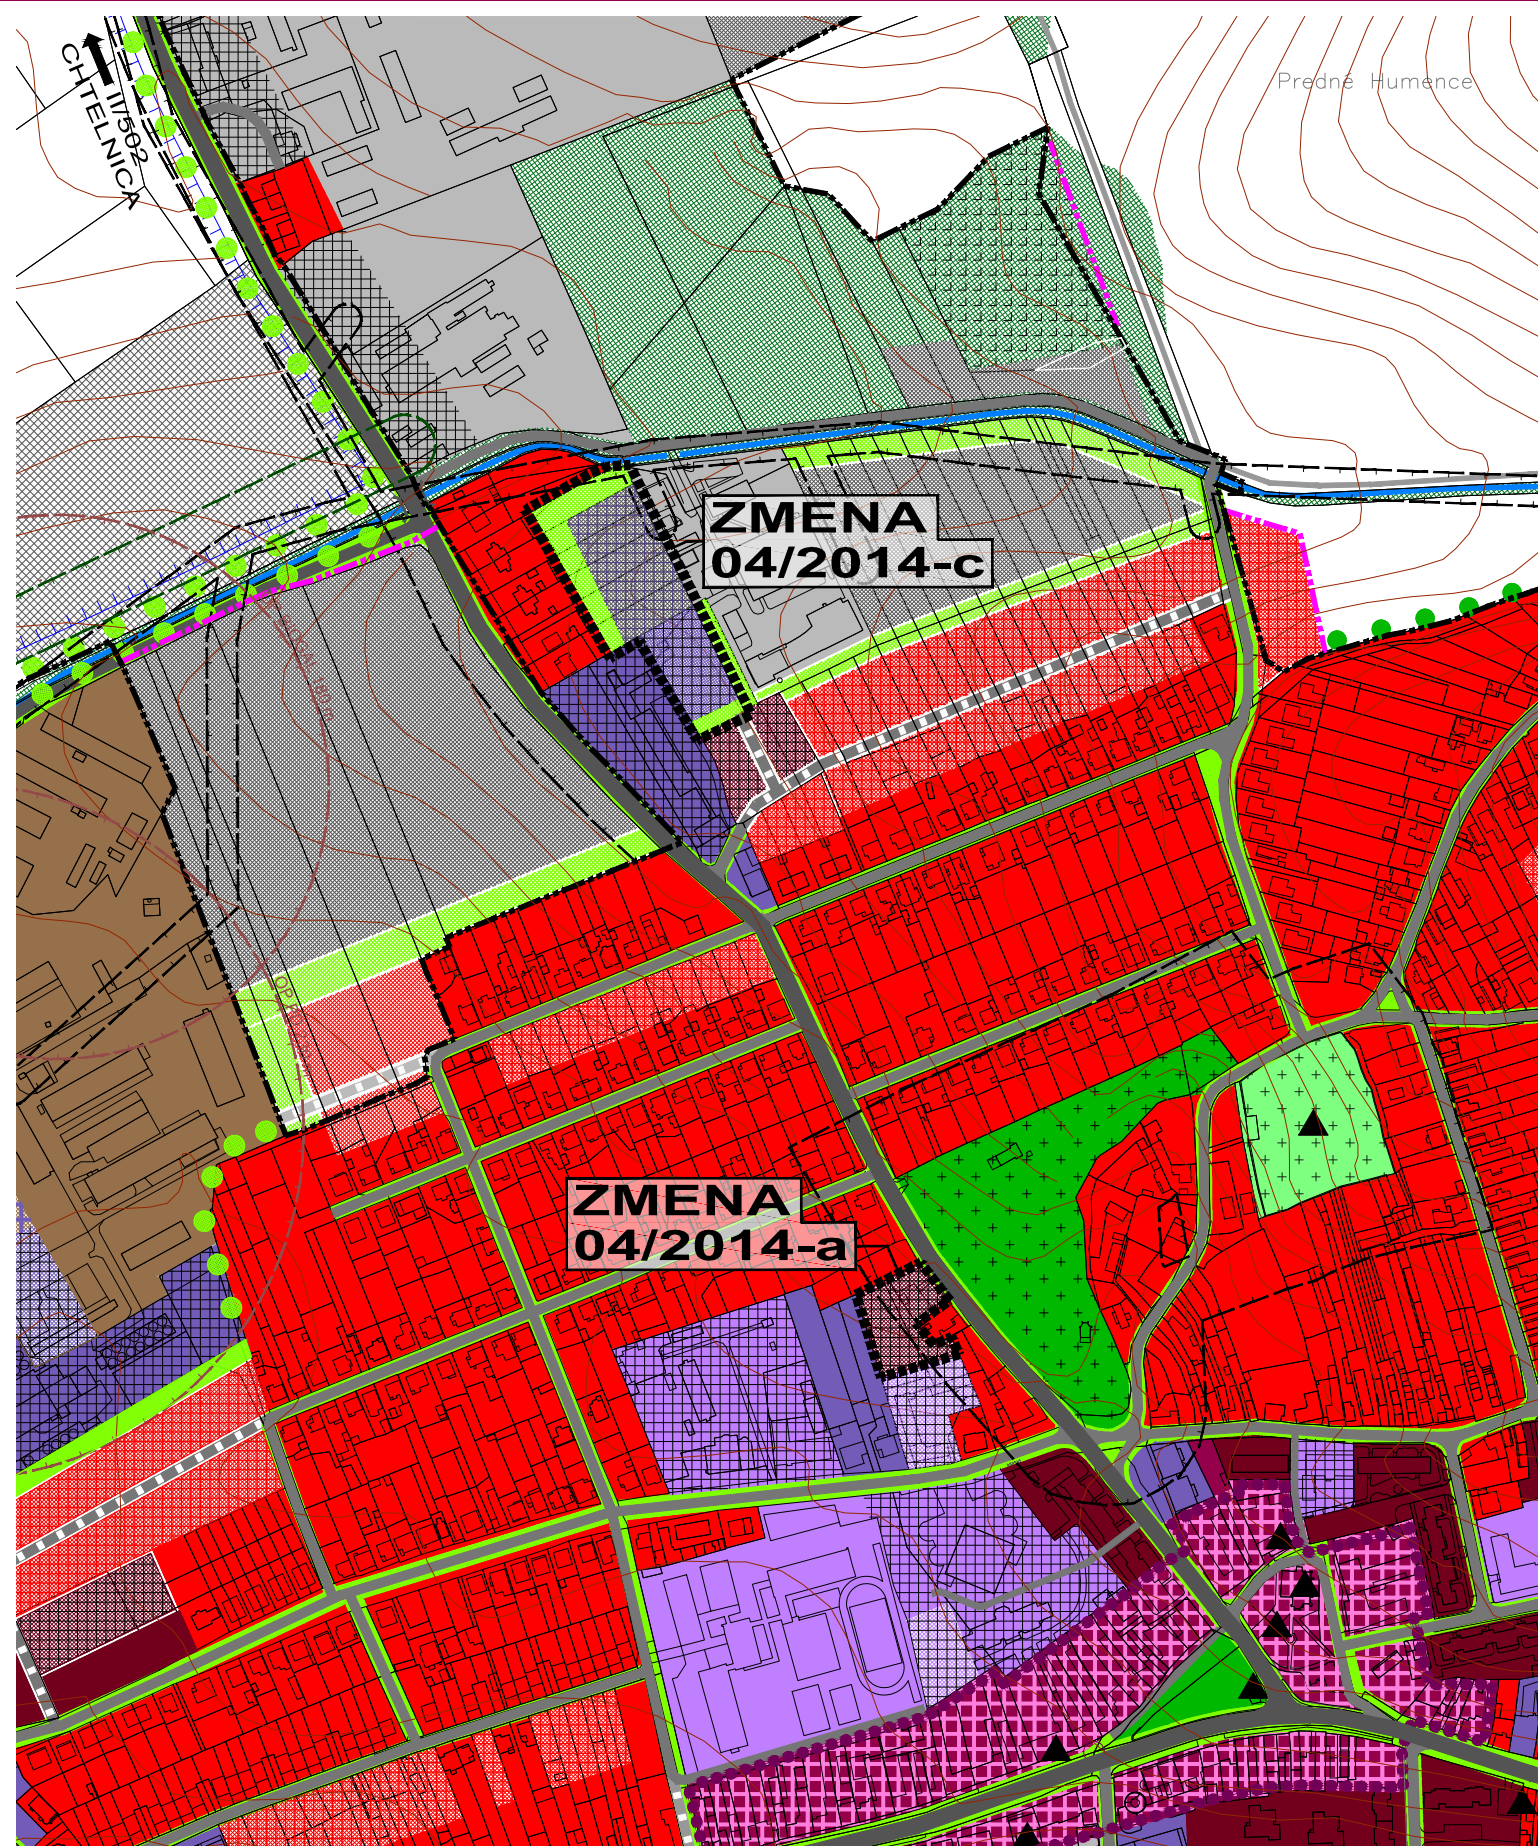 Predné Humence
II/502
CHTELNICA
ZMENA
04/2014-c
ZMENA
04/2014-a